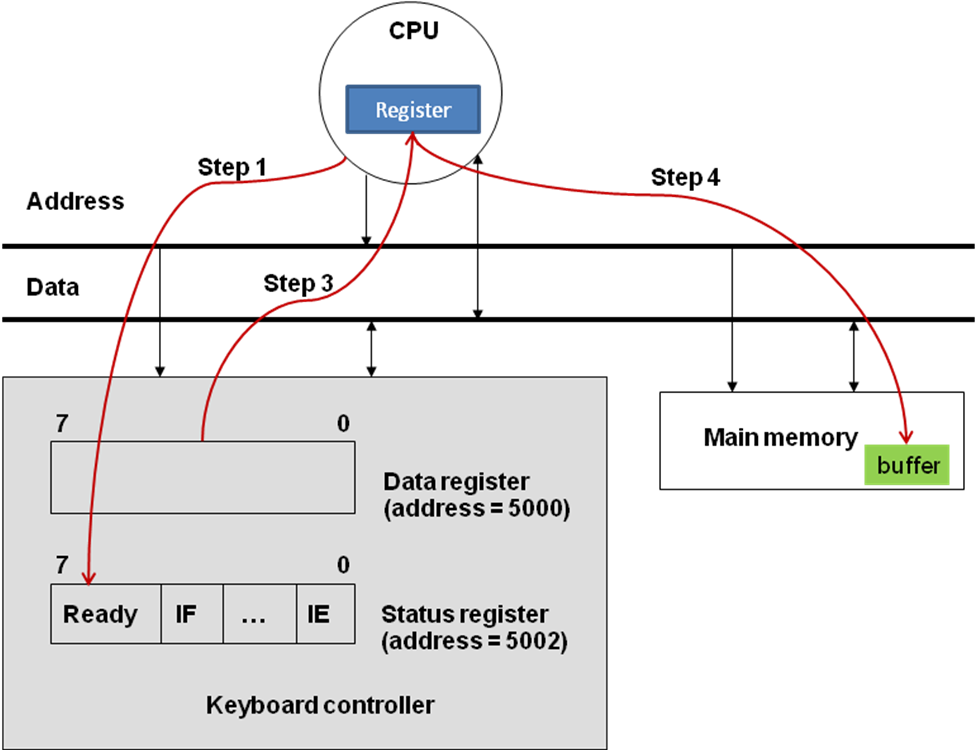 CPU
Register
Step 1
Step 4
Address
Step 3
Data
7 0
Data register
(address = 5000)
Main memory
buffer
7 0
Ready IF ... IE
Status register
(address = 5002)
Keyboard controller